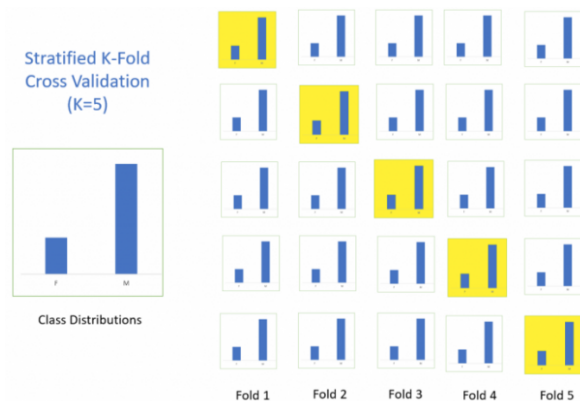 Stratified K-Fold
Cross Validation
(K=5)
F M
Class Distributions
Fold 1 Fold 2 Fold 3 Fold 4 Fold 5